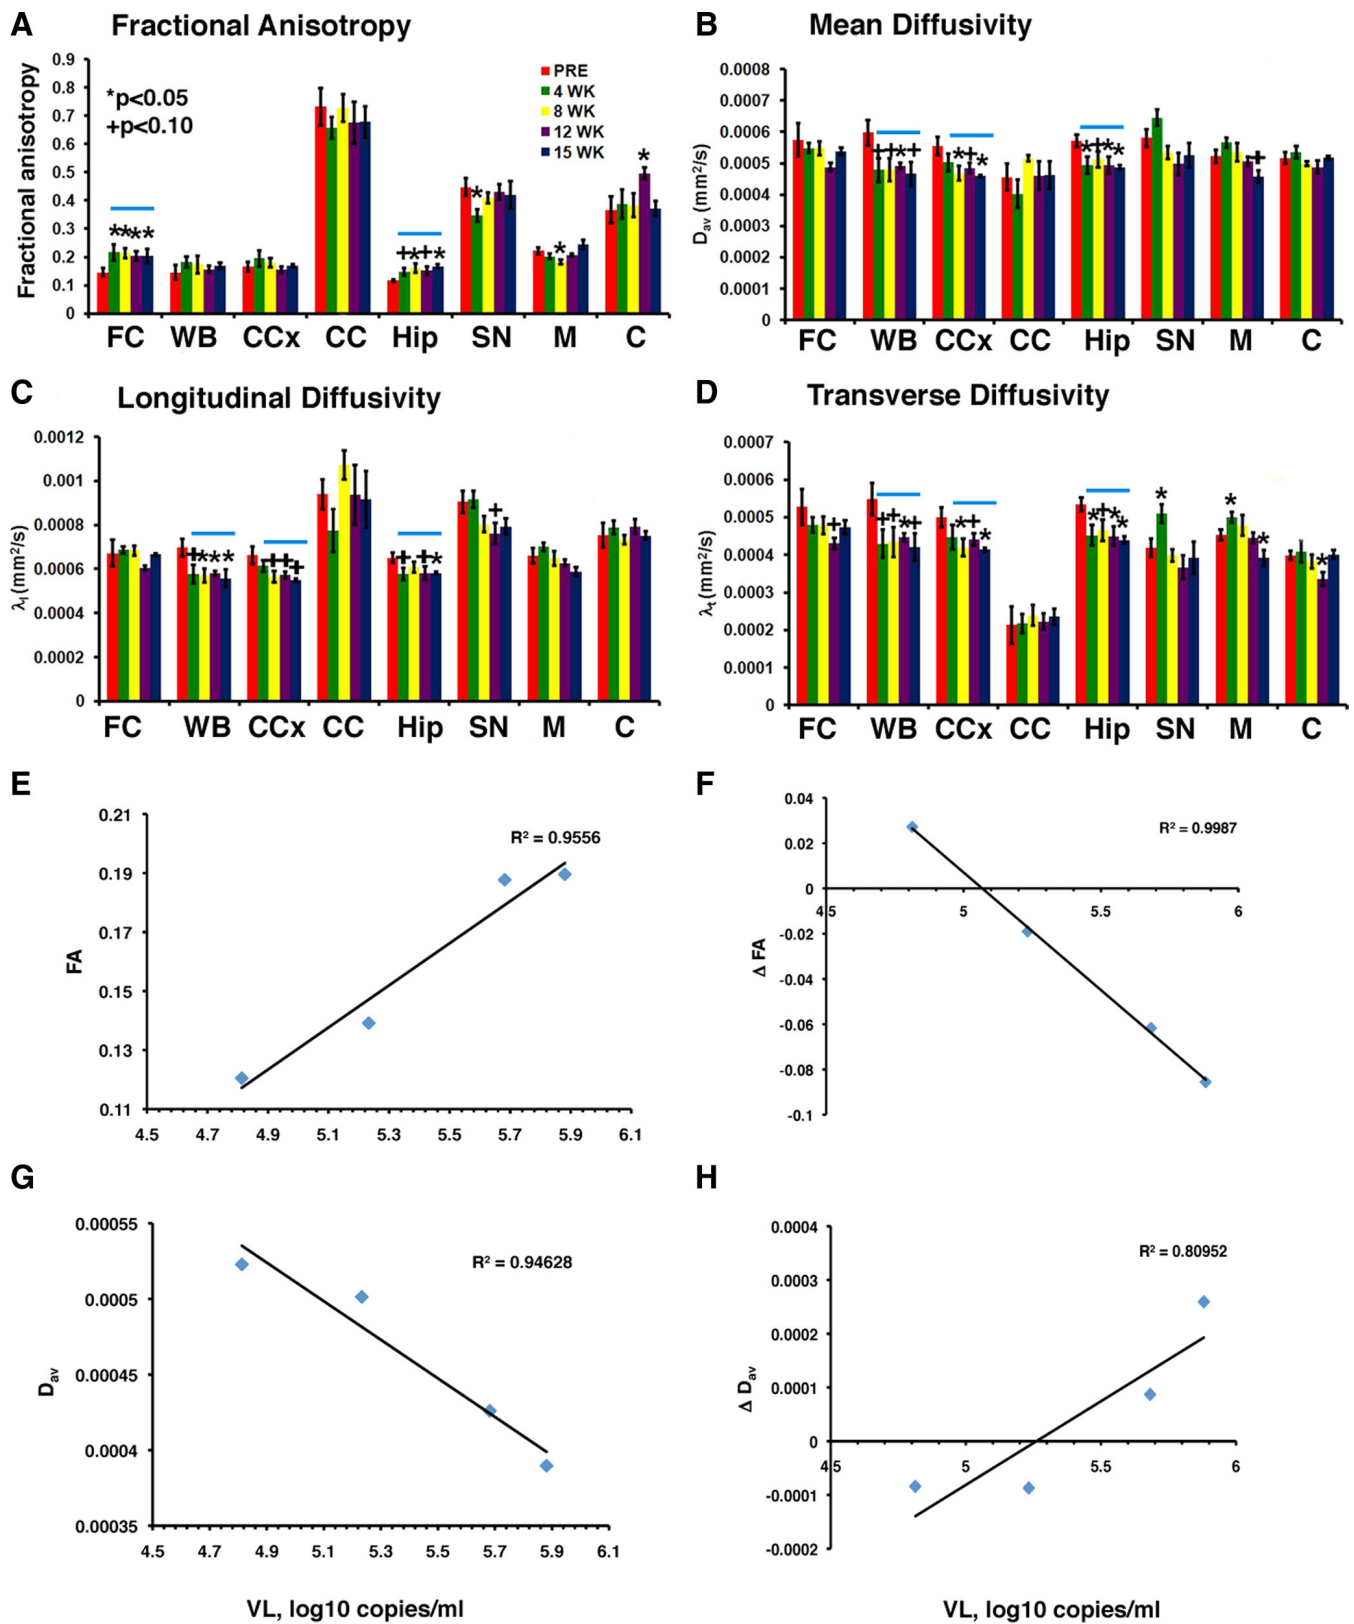 A Fractional Anisotropy
Fractional anisotropy
0.9
0.8
0.7
0.6
0.5
0.4
0.3
0.2
0.1
0
*p<0.05
+p<0.10
PRE
4 WK
8 WK
12 WK
15 WK
**** +*+* * * *
FC WB CCx CC Hip SN M C
B Mean Diffusivity
Dav (mm²/s)
0.0008
0.0007
0.0006
0.0005
0.0004
0.0003
0.0002
0.0001
0
++*+ *+* *+** +
FC WB CCx CC Hip SN M C
C Longitudinal Diffusivity
λl (mm²/s)
0.0012
0.001
0.0008
0.0006
0.0004
0.0002
0
+*** +++ + +* +
FC WB CCx CC Hip SN M C
D Transverse Diffusivity
λt (mm²/s)
0.0007
0.0006
0.0005
0.0004
0.0003
0.0002
0.0001
0
+ ++*+ *+* *+** * * * *
FC WB CCx CC Hip SN M C
E
FA
0.21
0.19
0.17
0.15
0.13
0.11
R² = 0.9556
4.5 4.7 4.9 5.1 5.3 5.5 5.7 5.9 6.1
F
Δ FA
0.04
0.02
0
-0.02
-0.04
-0.06
-0.08
-0.1
R² = 0.9987
4.5 5 5.5 6
G
Dav
0.00055
0.0005
0.00045
0.0004
0.00035
R² = 0.94628
4.5 4.7 4.9 5.1 5.3 5.5 5.7 5.9 6.1
VL, log10 copies/ml
H
Δ Dav
0.0004
0.0003
0.0002
0.0001
0
-0.0001
-0.0002
R² = 0.80952
4.5 5 5.5 6
VL, log10 copies/ml